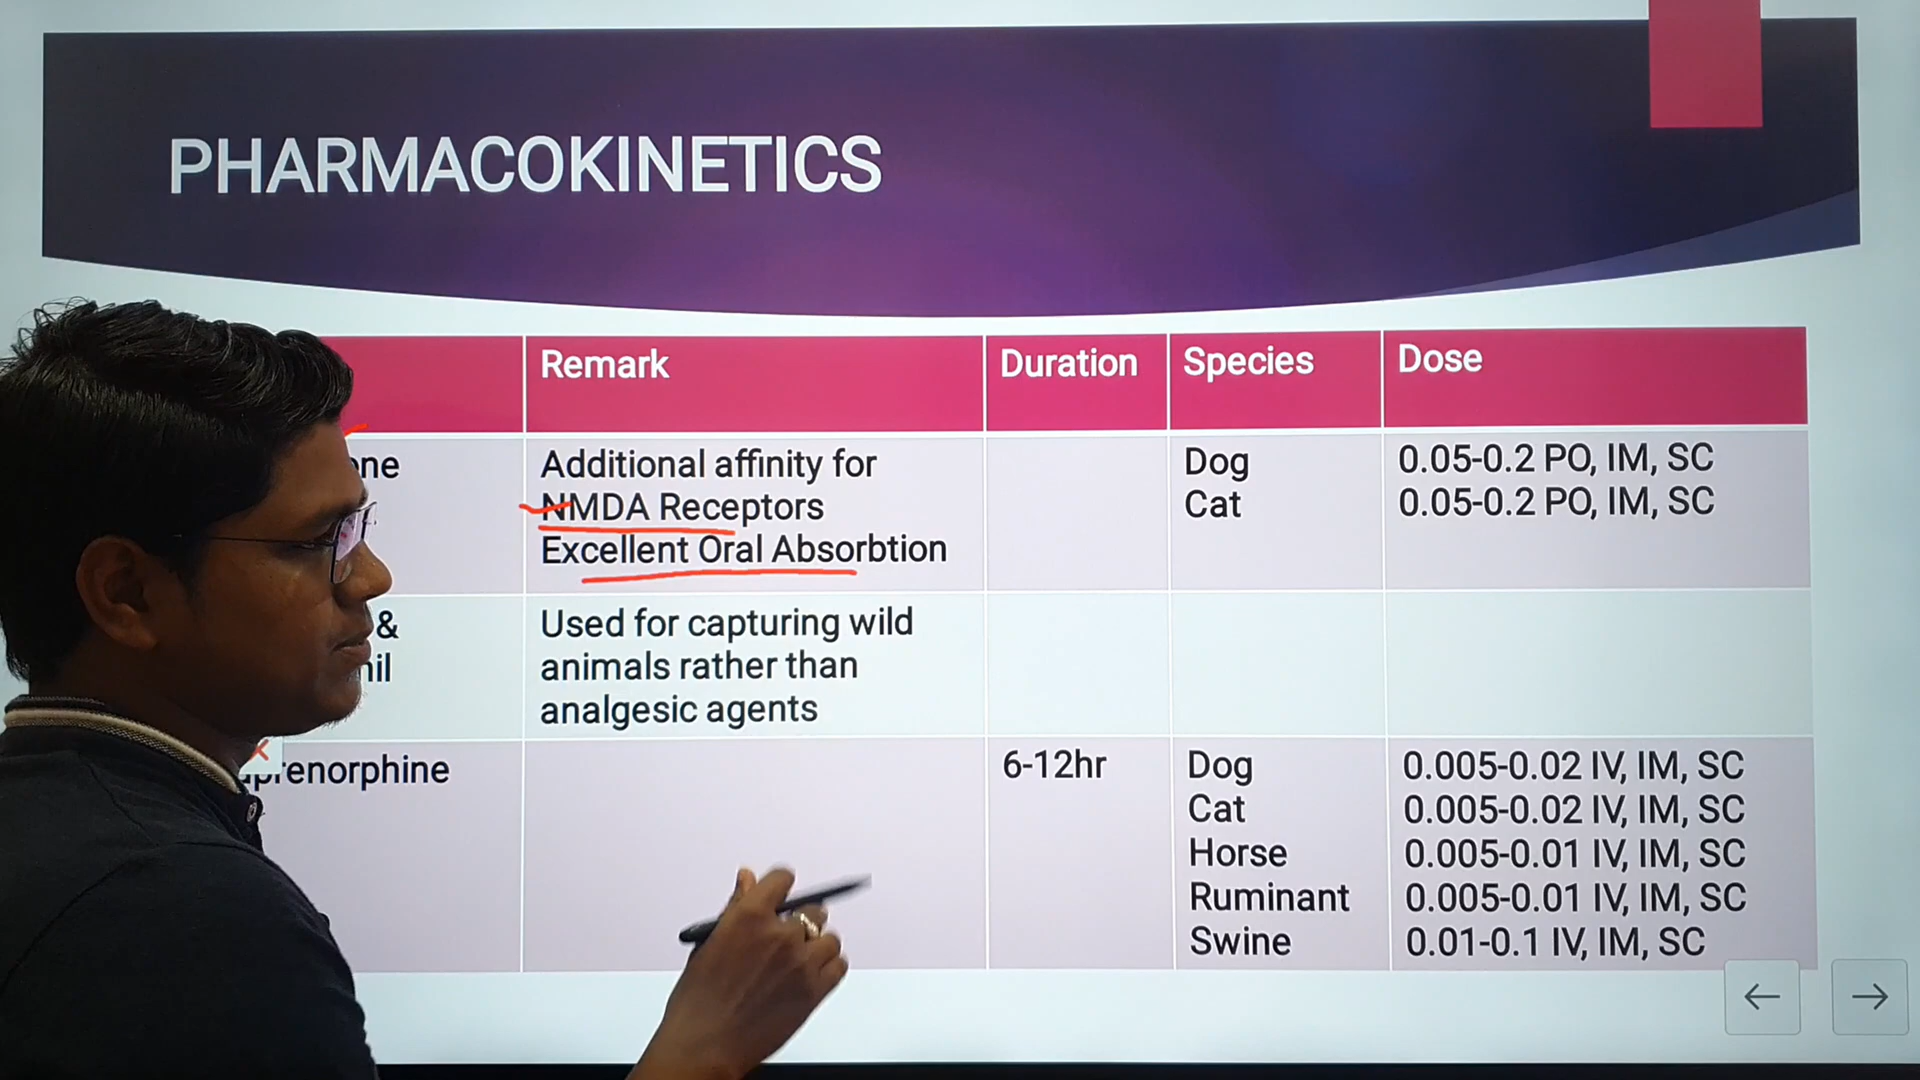 PHARMACOKINETICS
Remark Duration Species Dose
Additional affinity for Dog 0.05-0.2 PO, IM, SC
NMDA Receptors Cat 0.05-0.2 PO, IM, SC
Excellent Oral Absorbtion
& Used for capturing wild
animals rather than
analgesic agents
6-12hr Dog 0.005-0.02 IV, IM, SC
Cat 0.005-0.02 IV, IM, SC
Horse 0.005-0.01 IV, IM, SC
Ruminant 0.005-0.01 IV, IM, SC
Swine 0.01-0.1 IV, IM, SC